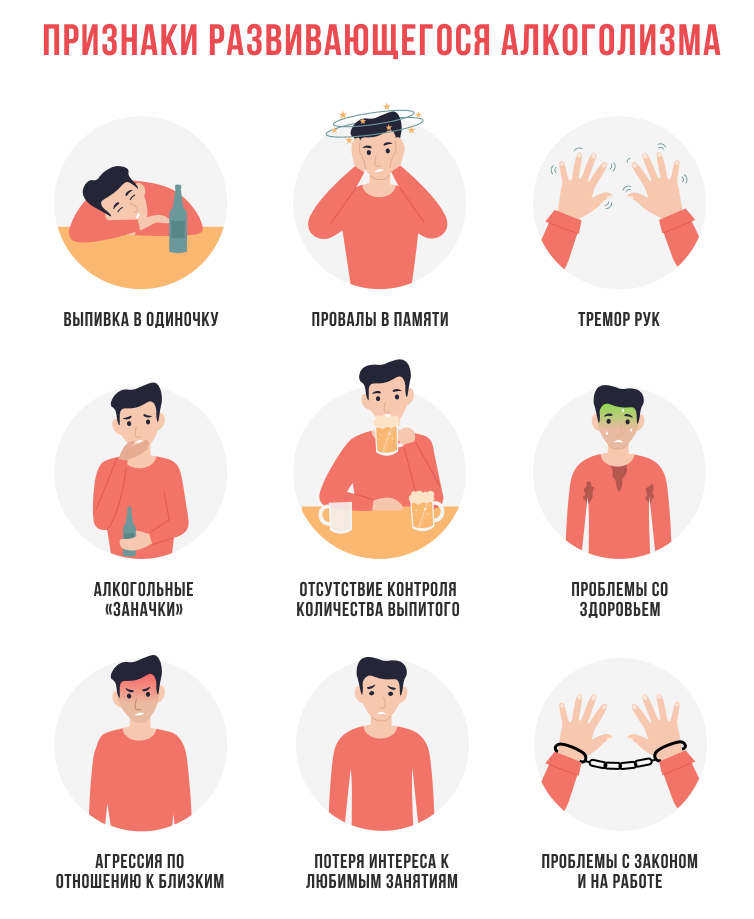 ПРИЗНАКИ РАЗВИВАЮЩЕГОСЯ АЛКОГОЛИЗМА
ВЫПИВКА В ОДИНОЧКУ
ПРОВАЛЫ В ПАМЯТИ
ТРЕМОР РУК
АЛКОГОЛЬНЫЕ
«ЗАНАЧКИ»
ОТСУТСТВИЕ КОНТРОЛЯ
КОЛИЧЕСТВА ВЫПИТОГО
ПРОБЛЕМЫ СО
ЗДОРОВЬЕМ
АГРЕССИЯ ПО
ОТНОШЕНИЮ К БЛИЗКИМ
ПОТЕРЯ ИНТЕРЕСА К
ЛЮБИМЫМ ЗАНЯТИЯМ
ПРОБЛЕМЫ С ЗАКОНОМ
И НА РАБОТЕ